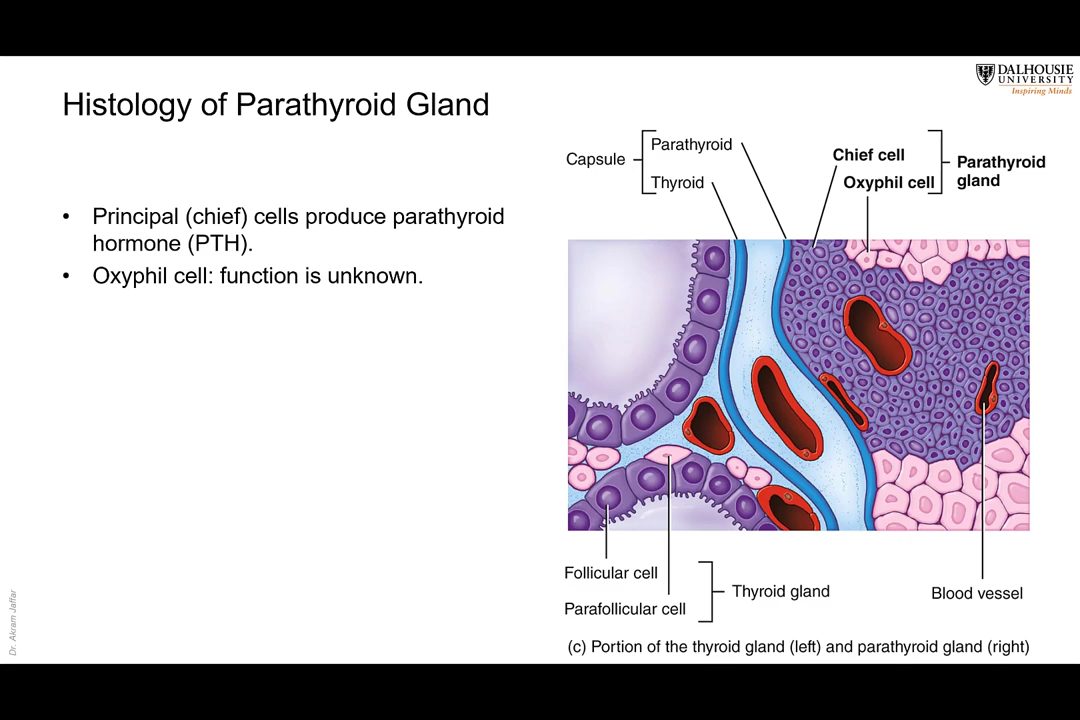 DALHOUSIE
UNIVERSITY
Inspiring Minds
Histology of Parathyroid Gland
• Principal (chief) cells produce parathyroid
hormone (PTH).
• Oxyphil cell: function is unknown.
Capsule
Parathyroid
Thyroid
Chief cell
Oxyphil cell
Parathyroid
gland
Follicular cell
Parafollicular cell
Thyroid gland
Blood vessel
(c) Portion of the thyroid gland (left) and parathyroid gland (right)
Dr. Akram Jaffar